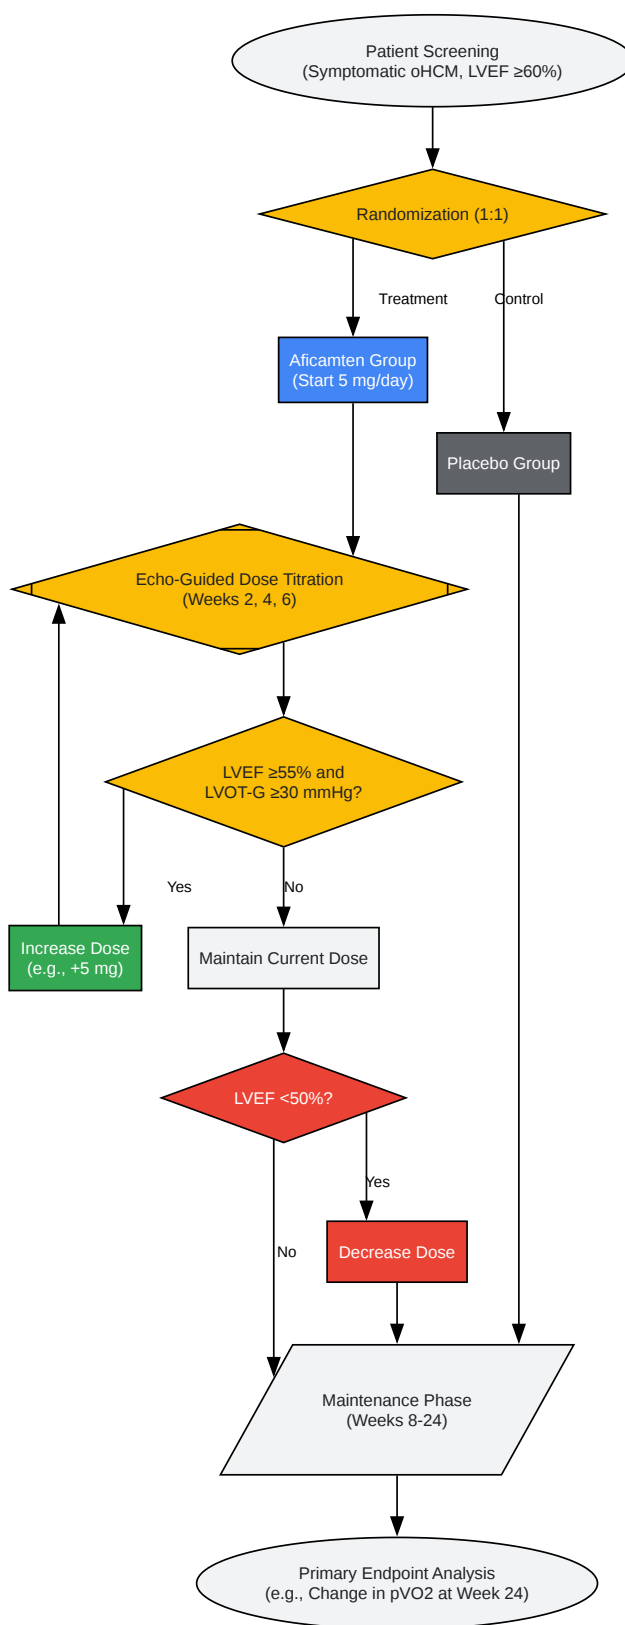 Patient Screening
(Symptomatic oHCM, LVEF ≥60%)
Randomization (1:1)
Treatment
Control
Aficamten Group
(Start 5 mg/day)
Placebo Group
Echo-Guided Dose Titration
(Weeks 2, 4, 6)
LVEF ≥55% and
LVOT-G ≥30 mmHg?
Yes
No
Increase Dose
(e.g., +5 mg)
Maintain Current Dose
LVEF <50%?
Yes
No
Decrease Dose
Maintenance Phase
(Weeks 8-24)
Primary Endpoint Analysis
(e.g., Change in pVO2 at Week 24)